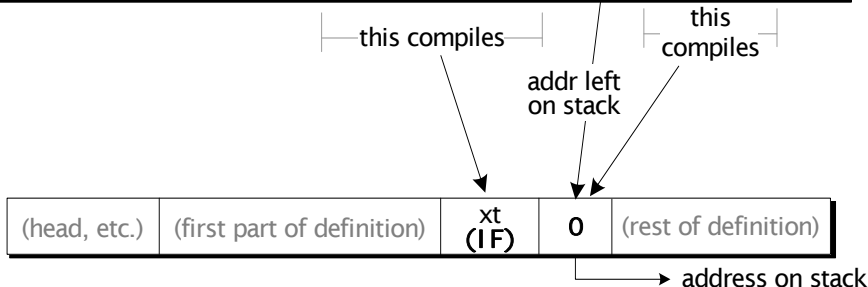 this compiles
this
compiles
addr left
on stack
(head, etc.)
(first part of definition)
xt
(IF)
0
(rest of definition)
address on stack